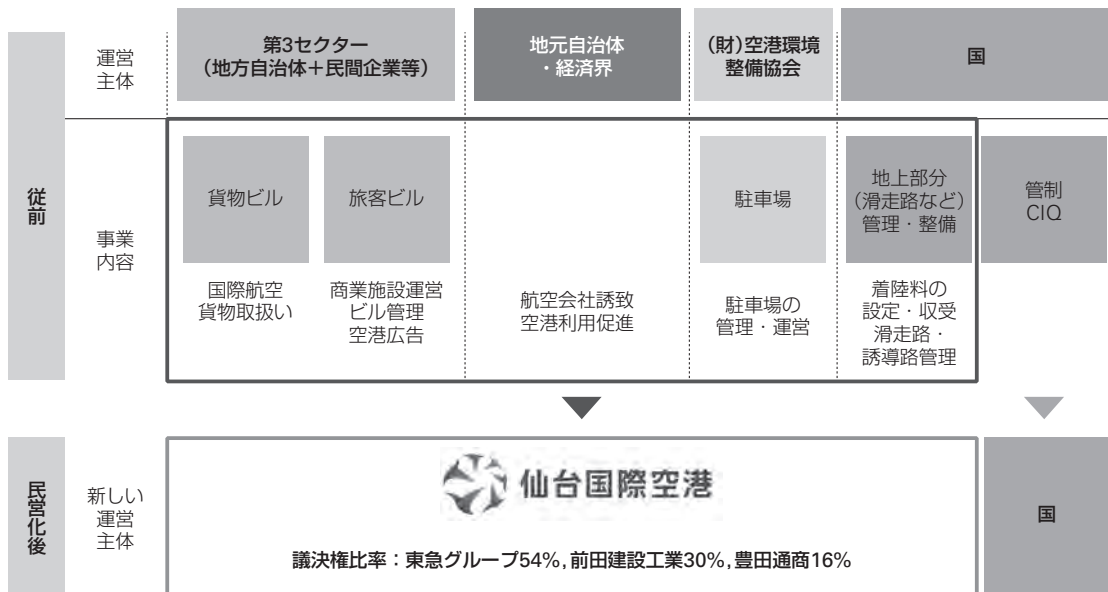 従前
運営
主体
第3セクター
(地方自治体+民間企業等)
地元自治体
・経済界
(財)空港環境
整備協会
国
事業
内容
貨物ビル
国際航空
貨物取扱い
旅客ビル
商業施設運営
ビル管理
空港広告
航空会社誘致
空港利用促進
駐車場
駐車場の
管理・運営
地上部分
(滑走路など)
管理・整備
着陸料の
設定・収受
滑走路・
誘導路管理
管制
CIQ
民営化後
新しい
運営
主体
仙台国際空港
議決権比率:東急グループ54%,前田建設工業30%,豊田通商16%
国